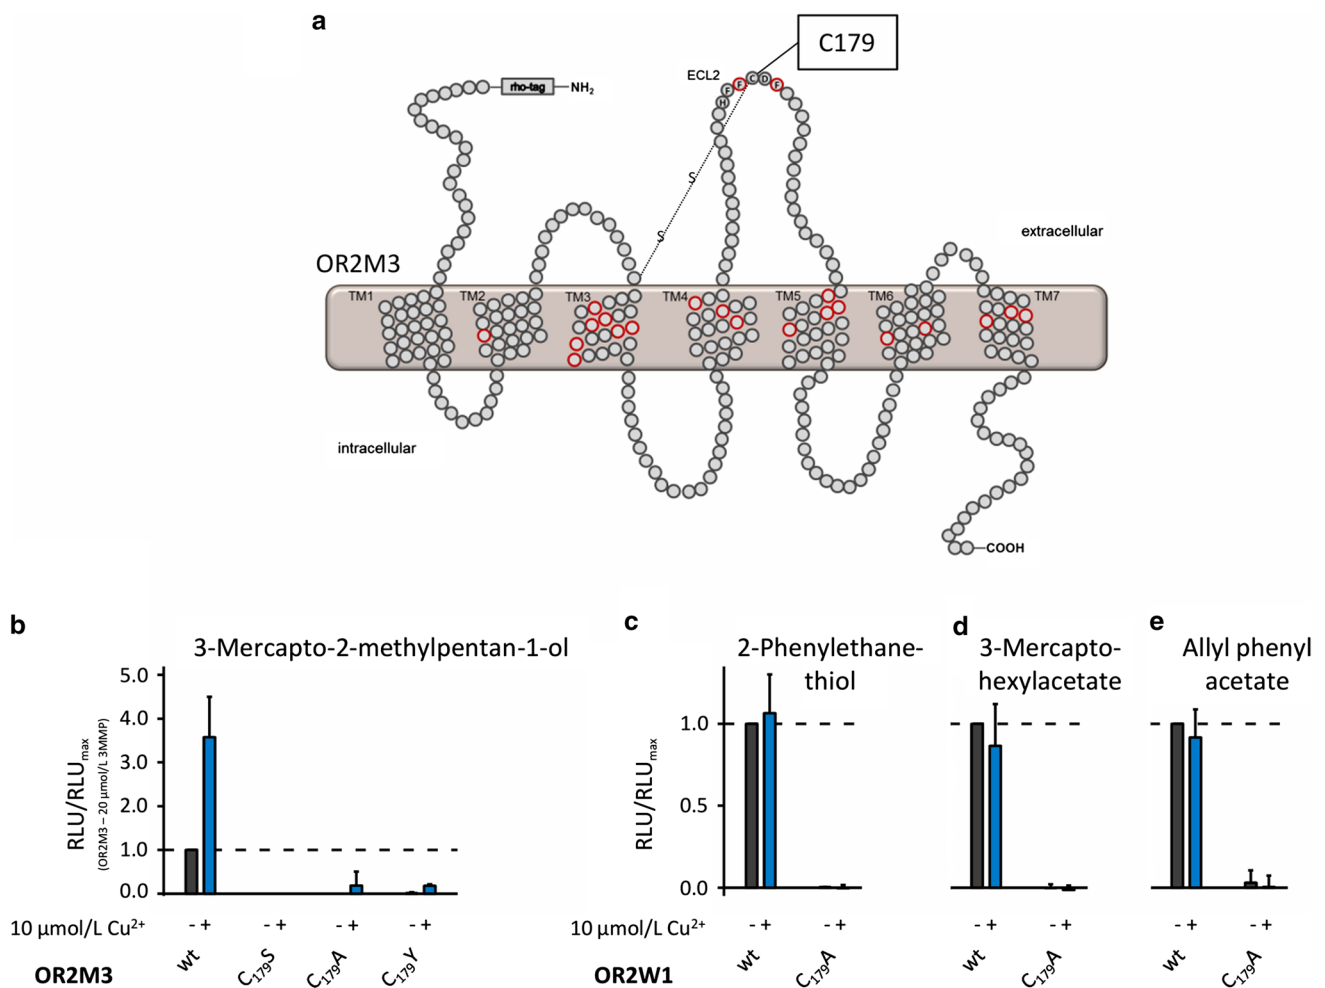 a
C179
ECL2
H F F C D F
rho-tag
NH2
S
S
extracellular
OR2M3
TM1 TM2 TM3 TM4 TM5 TM6 TM7
intracellular
COOH
b
3-Mercapto-2-methylpentan-1-ol
RLU/RLUmax
(OR2M3 – 20 µmol/L 3MMP)
5.0
4.0
3.0
2.0
1.0
0.0
10 µmol/L Cu2+
- + - + - + - +
OR2M3
wt C179S C179A C179Y
c
2-Phenylethane-
thiol
RLU/RLUmax
1.0
0.5
0.0
10 µmol/L Cu2+
- + - +
OR2W1
wt C179A
d
3-Mercapto-
hexylacetate
- + - +
wt C179A
e
Allyl phenyl
acetate
- + - +
wt C179A